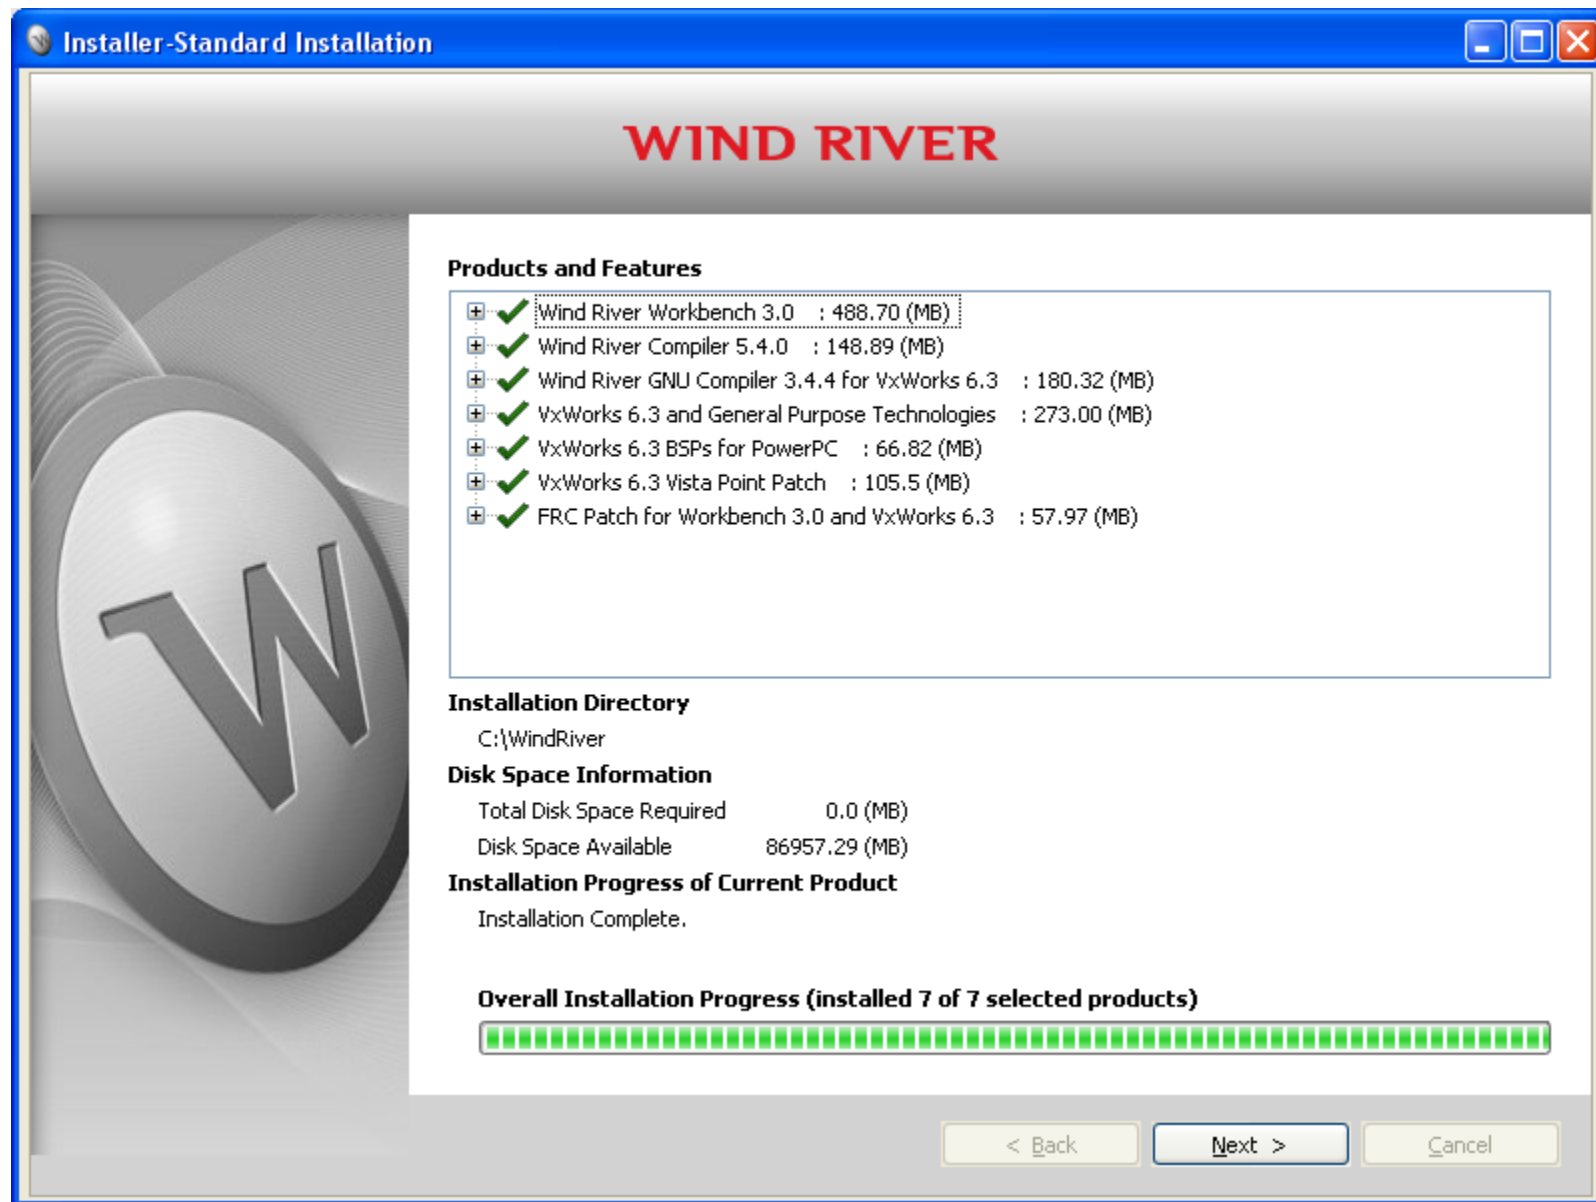 Installer-Standard Installation
WIND RIVER
Products and Features
Wind River Workbench 3.0 : 488.70 (MB)
Wind River Compiler 5.4.0 : 148.89 (MB)
Wind River GNU Compiler 3.4.4 for VxWorks 6.3 : 180.32 (MB)
VxWorks 6.3 and General Purpose Technologies : 273.00 (MB)
VxWorks 6.3 BSPs for PowerPC : 66.82 (MB)
VxWorks 6.3 Vista Point Patch : 105.5 (MB)
FRC Patch for Workbench 3.0 and VxWorks 6.3 : 57.97 (MB)
W
Installation Directory
C:\WindRiver
Disk Space Information
Total Disk Space Required 0.0 (MB)
Disk Space Available 86957.29 (MB)
Installation Progress of Current Product
Installation Complete.
Overall Installation Progress (installed 7 of 7 selected products)
< Back Next > Cancel